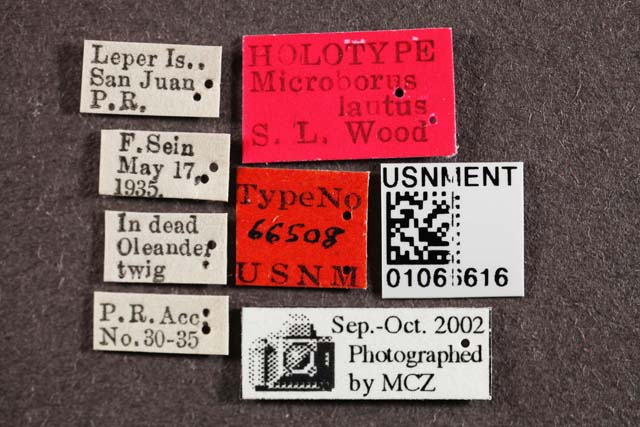 Leper Is..
San Juan
P.R.
F. Sein
May 17,
1935.
In dead
Oleander
twig
P.R. Acc.
No. 30-35
HOLOTYPE
Microborus
lautus
S. L. Wood
TypeNo
66508
USNM
USNMENT
Sep.-Oct. 2002
Photographed
by MCZ